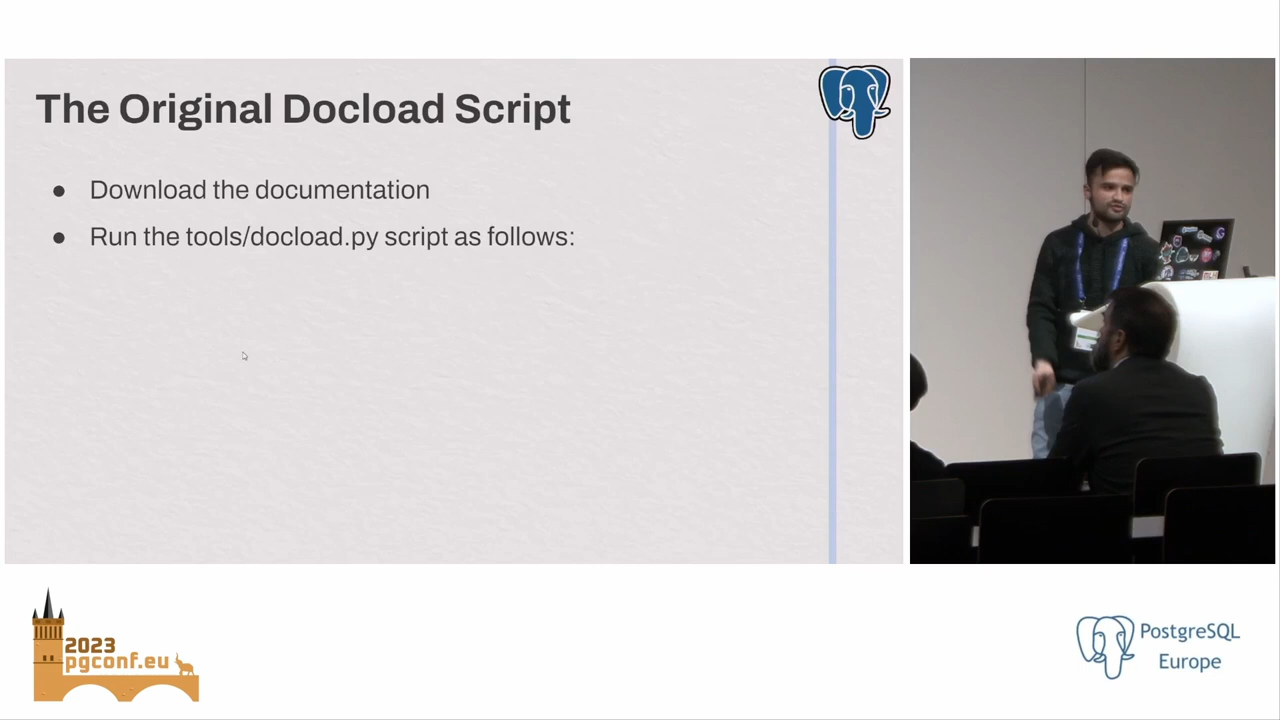 The Original Docload Script
● Download the documentation
● Run the tools/docload.py script as follows:
2023
pgconf.eu
PostgreSQL
Europe